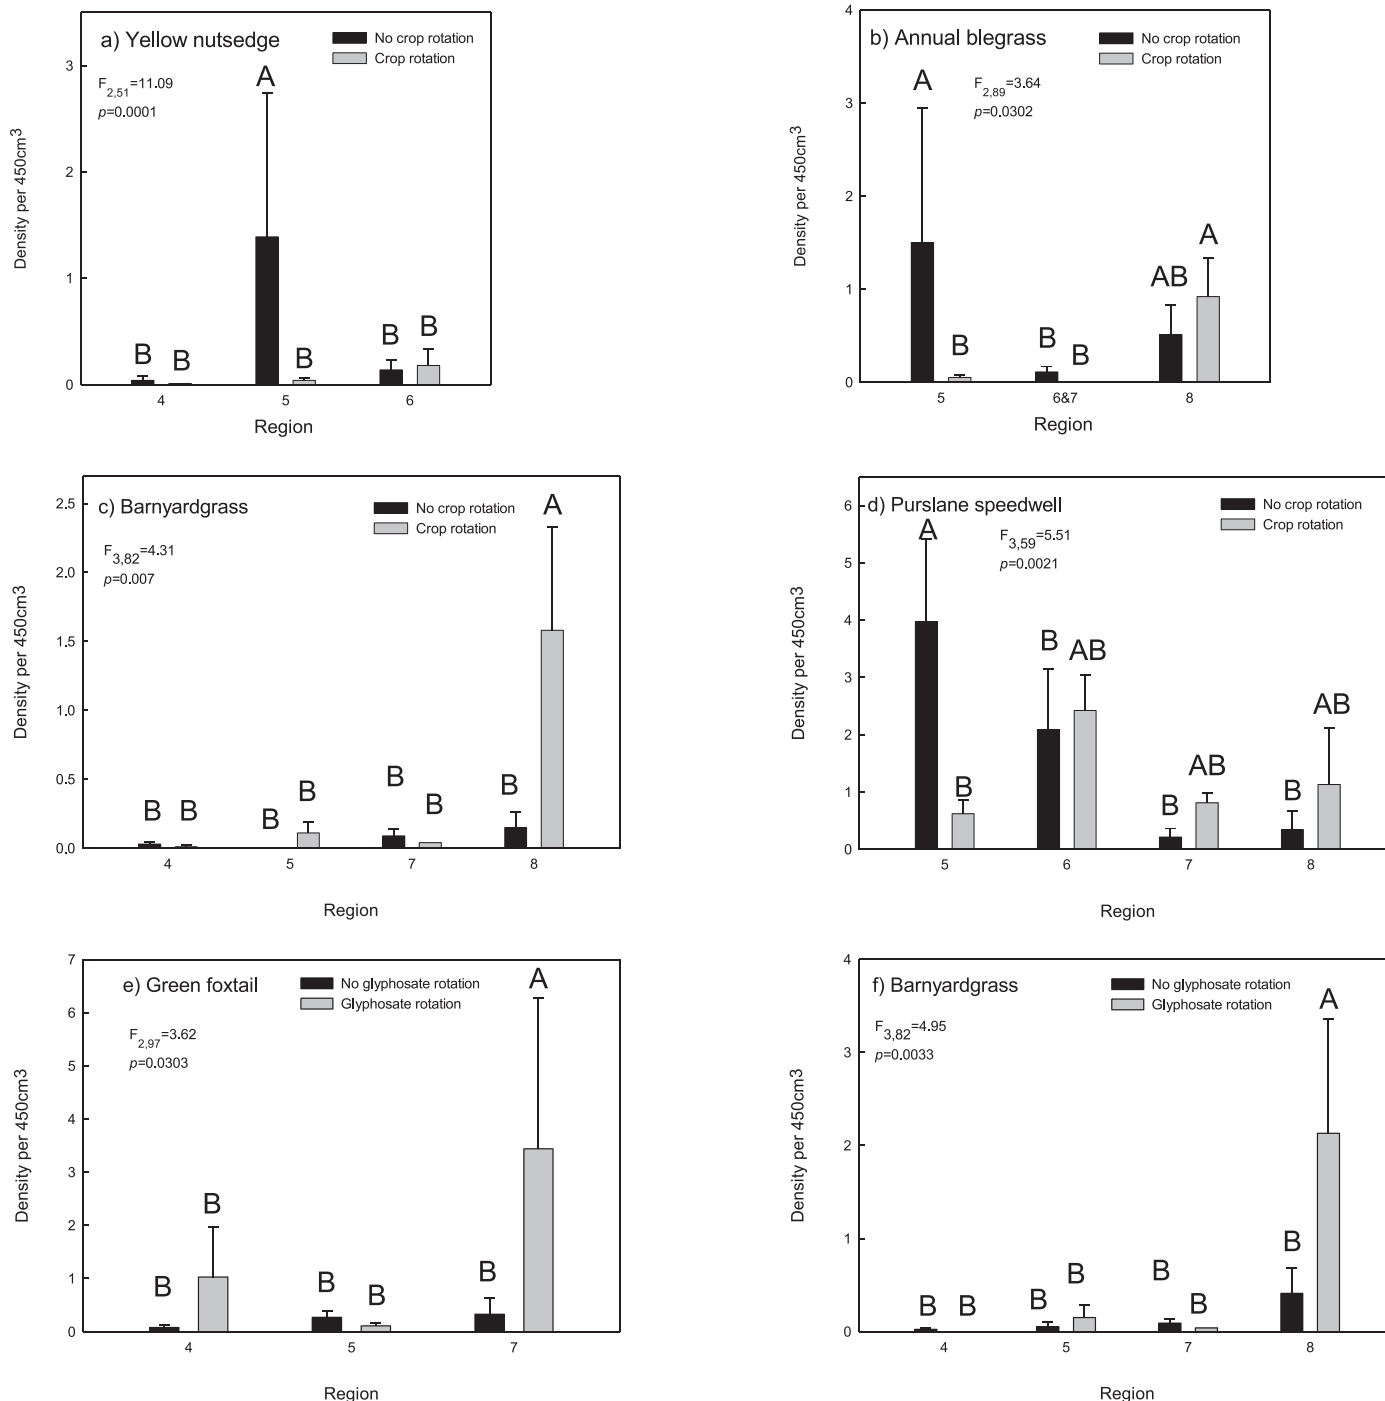 a) Yellow nutsedge
No crop rotation
Crop rotation
F2,51=11.09
p=0.0001
A
B B B B B
Density per 450cm3
3
2
1
0
4 5 6
Region
b) Annual blegrass
No crop rotation
Crop rotation
F2,89=3.64
p=0.0302
A B B B AB A
Density per 450cm3
4
3
2
1
0
5 6&7 8
Region
c) Barnyardgrass
No crop rotation
Crop rotation
F3,82=4.31
p=0.007
B B B B B B B A
Density per 450cm3
2.5
2.0
1.5
1.0
0.5
0.0
4 5 7 8
Region
d) Purslane speedwell
No crop rotation
Crop rotation
F3,59=5.51
p=0.0021
A B B AB B AB B AB
Density per 450cm3
6
5
4
3
2
1
0
5 6 7 8
Region
e) Green foxtail
No glyphosate rotation
Glyphosate rotation
F2,97=3.62
p=0.0303
B B B B B A
Density per 450cm3
7
6
5
4
3
2
1
0
4 5 7
Region
f) Barnyardgrass
No glyphosate rotation
Glyphosate rotation
F3,82=4.95
p=0.0033
B B B B B B B A
Density per 450cm3
4
3
2
1
0
4 5 7 8
Region